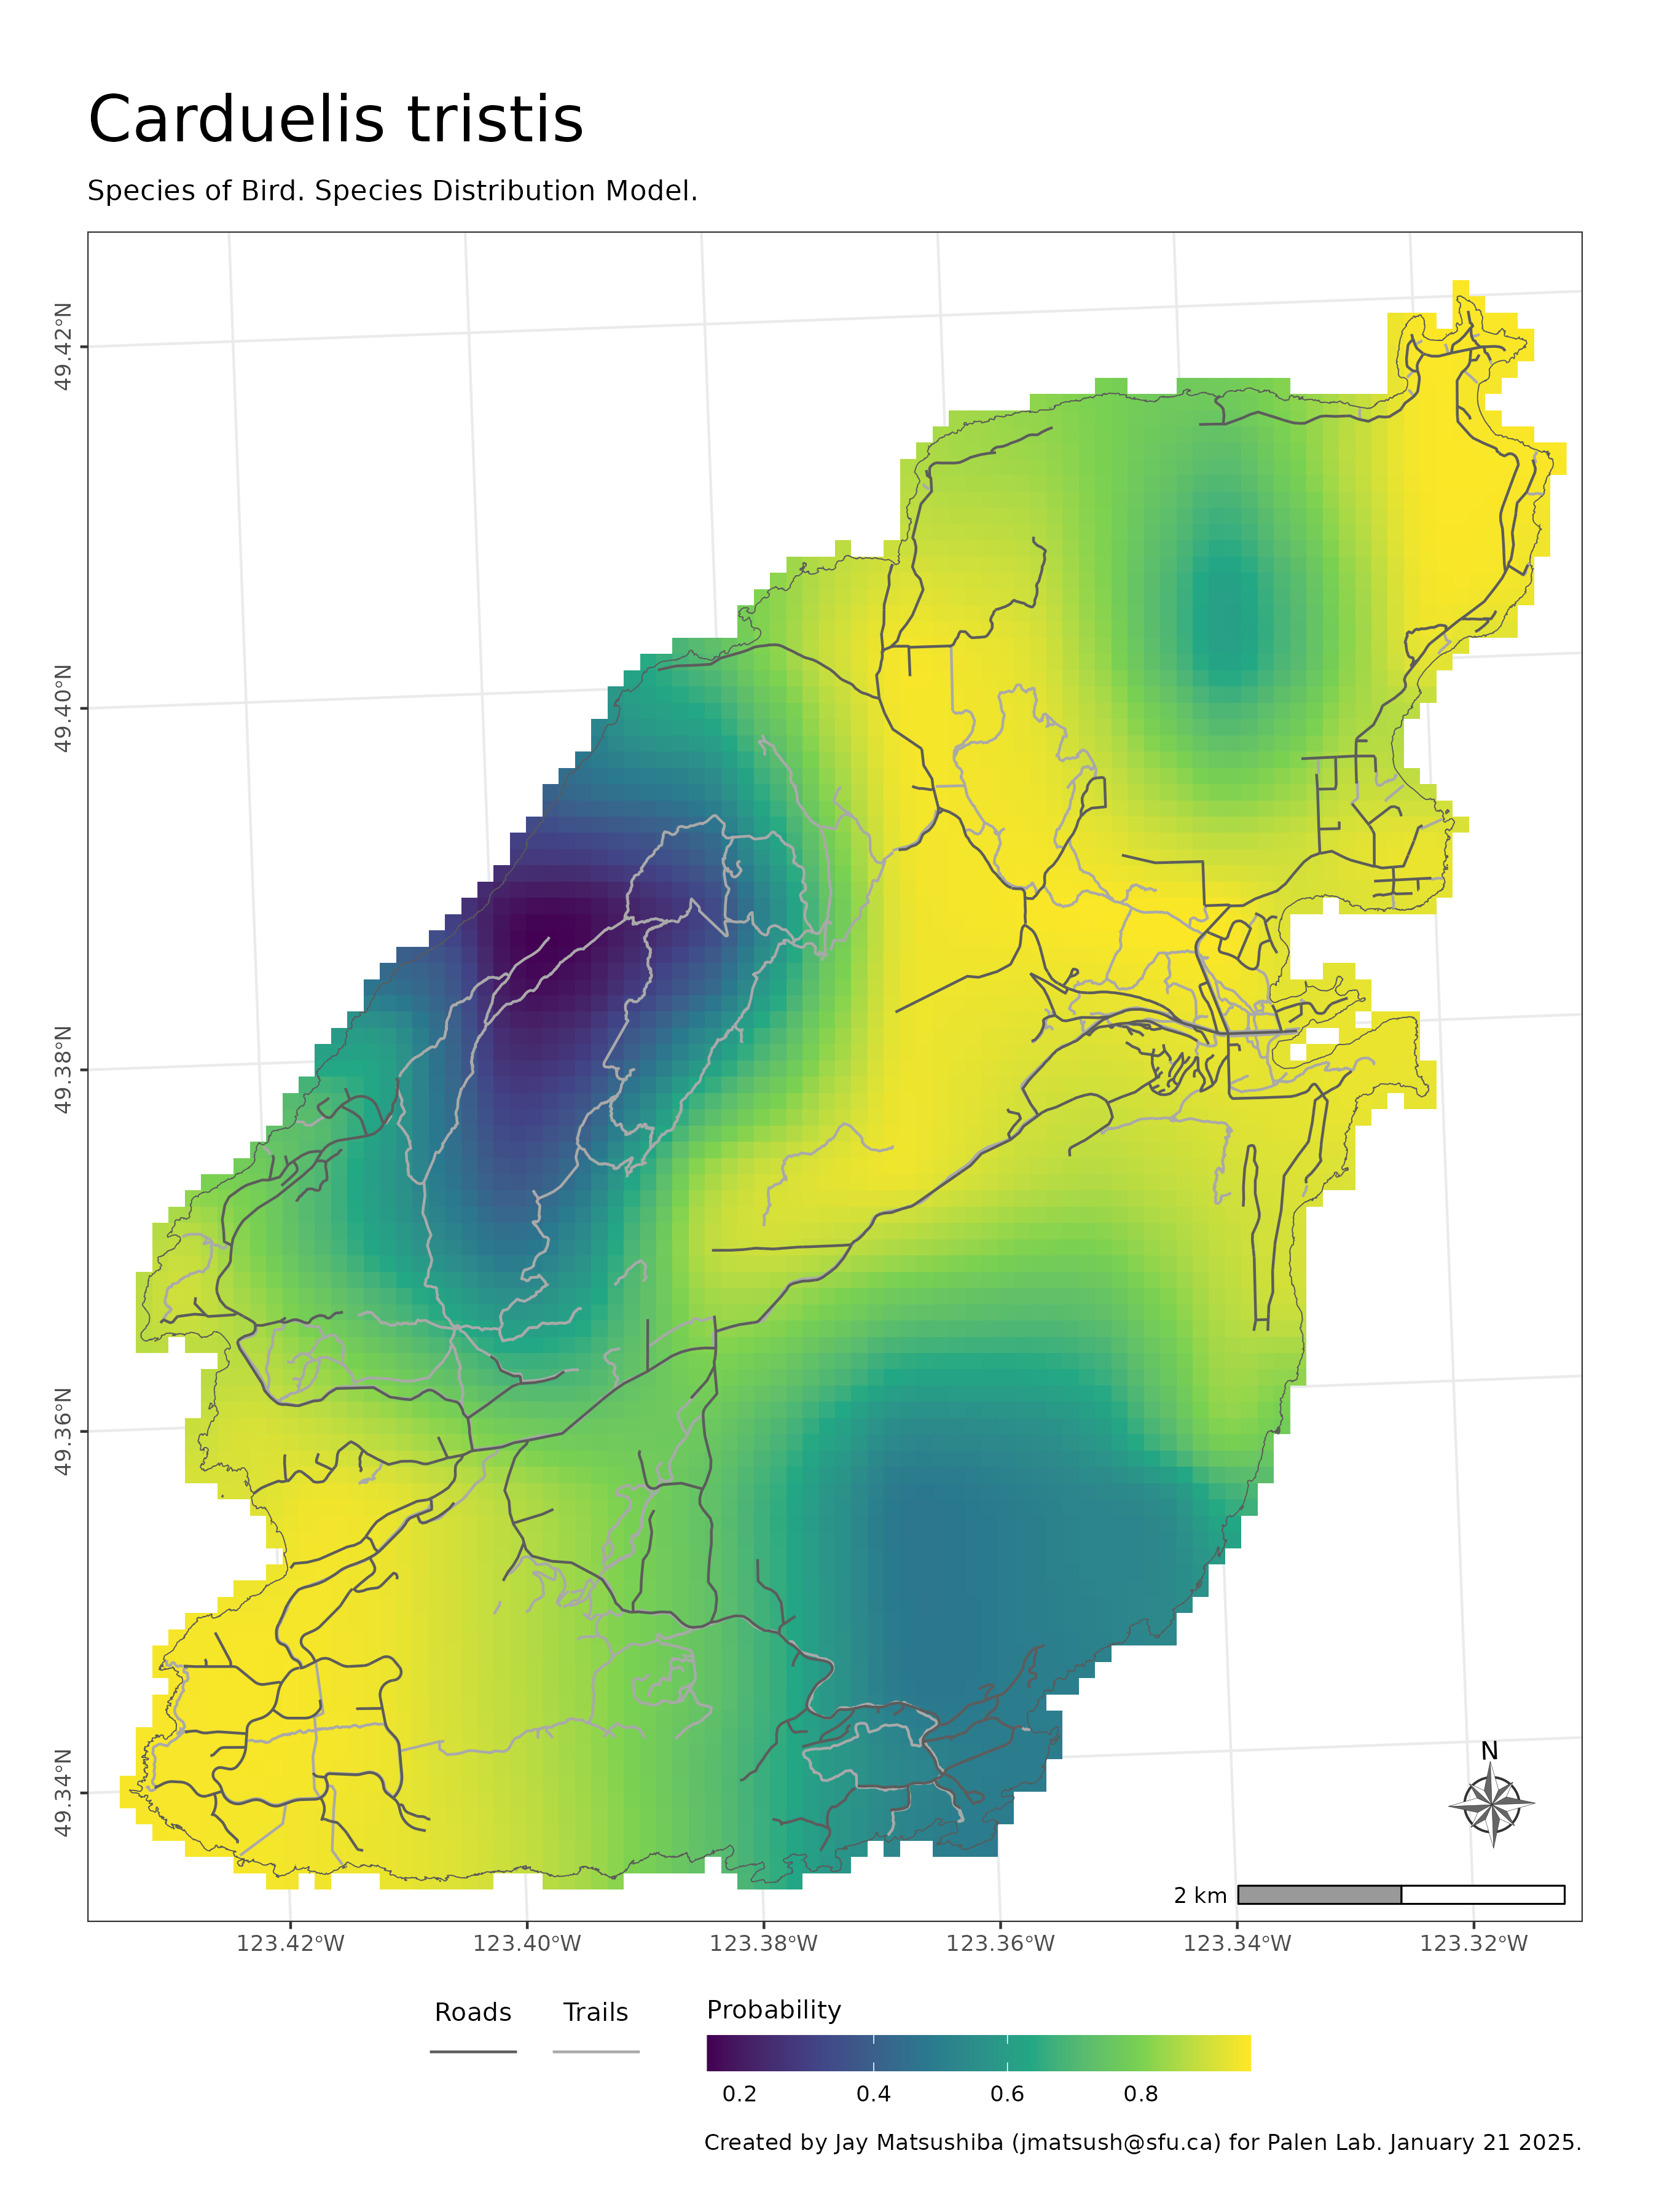 Carduelis tristis
Species of Bird. Species Distribution Model.
49.42°N
49.40°N
49.38°N
49.36°N
49.34°N
N
2 km
123.42°W 123.40°W 123.38°W 123.36°W 123.34°W 123.32°W
Roads Trails Probability
0.2 0.4 0.6 0.8
Created by Jay Matsushiba (jmatsush@sfu.ca) for Palen Lab. January 21 2025.